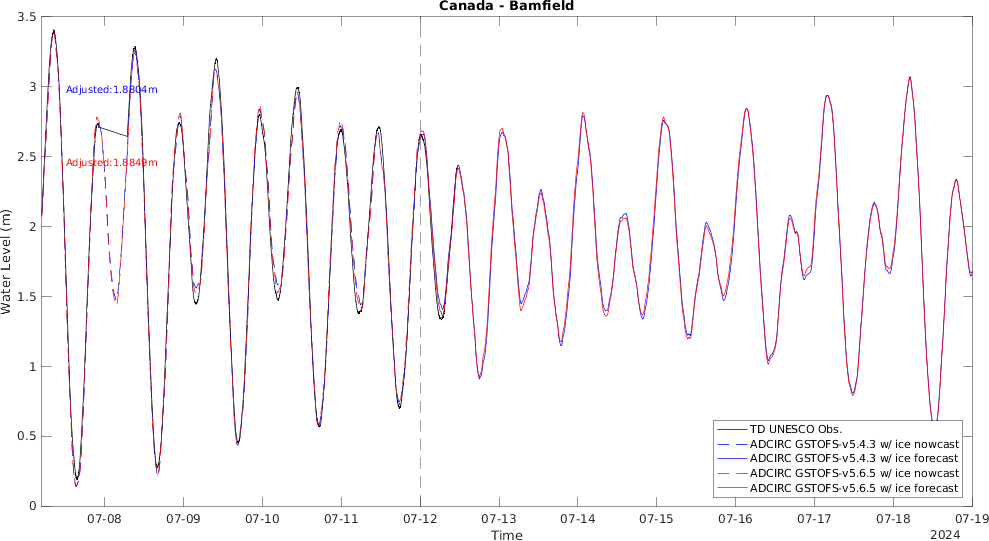 Canada - Bamfield
3.5
3
2.5
2
1.5
1
0.5
0
Water Level (m)
Adjusted:1.8804m
Adjusted:1.8849m
TD UNESCO Obs.
ADCIRC GSTOFS-v5.4.3 w/ ice nowcast
ADCIRC GSTOFS-v5.4.3 w/ ice forecast
ADCIRC GSTOFS-v5.6.5 w/ ice nowcast
ADCIRC GSTOFS-v5.6.5 w/ ice forecast
07-08 07-09 07-10 07-11 07-12 07-13 07-14 07-15 07-16 07-17 07-18 07-19
Time
2024